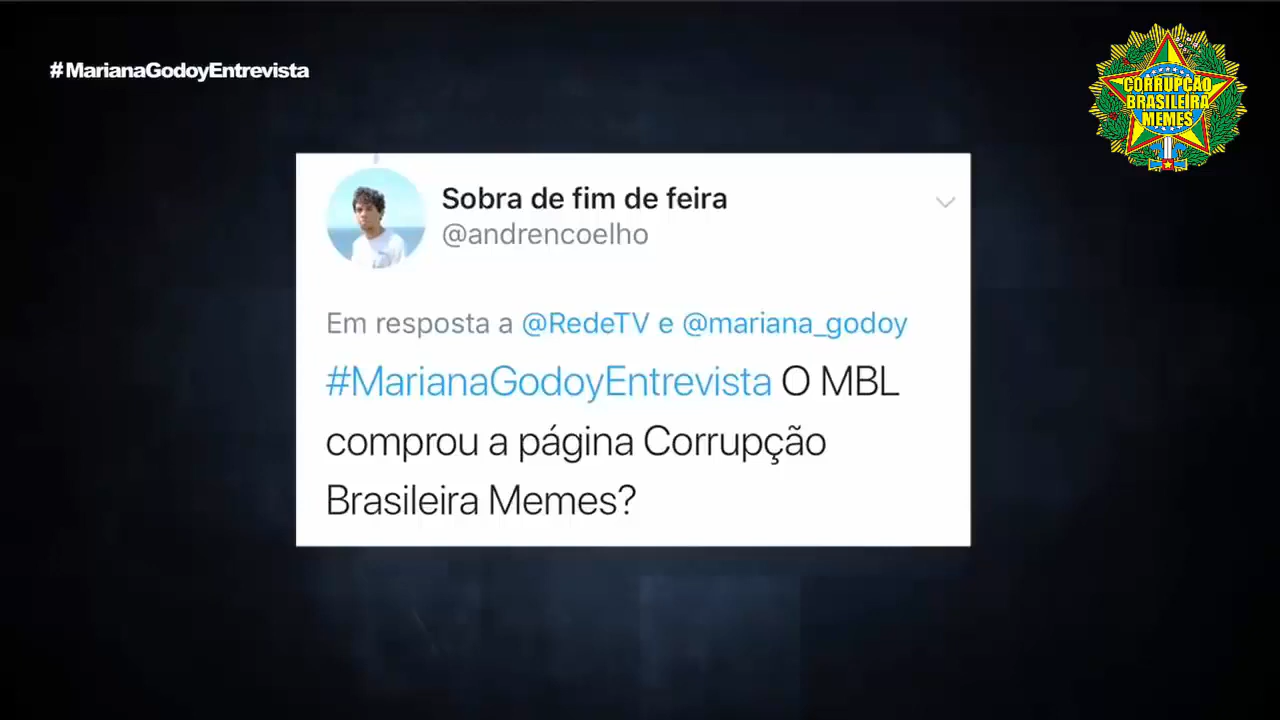 #MarianaGodoyEntrevista
CORRUPÇÃO
BRASILEIRA
MEMES
Sobra de fim de feira
@andrencoelho
Em resposta a @RedeTV e @mariana_godoy
#MarianaGodoyEntrevista O MBL
comprou a página Corrupção
Brasileira Memes?